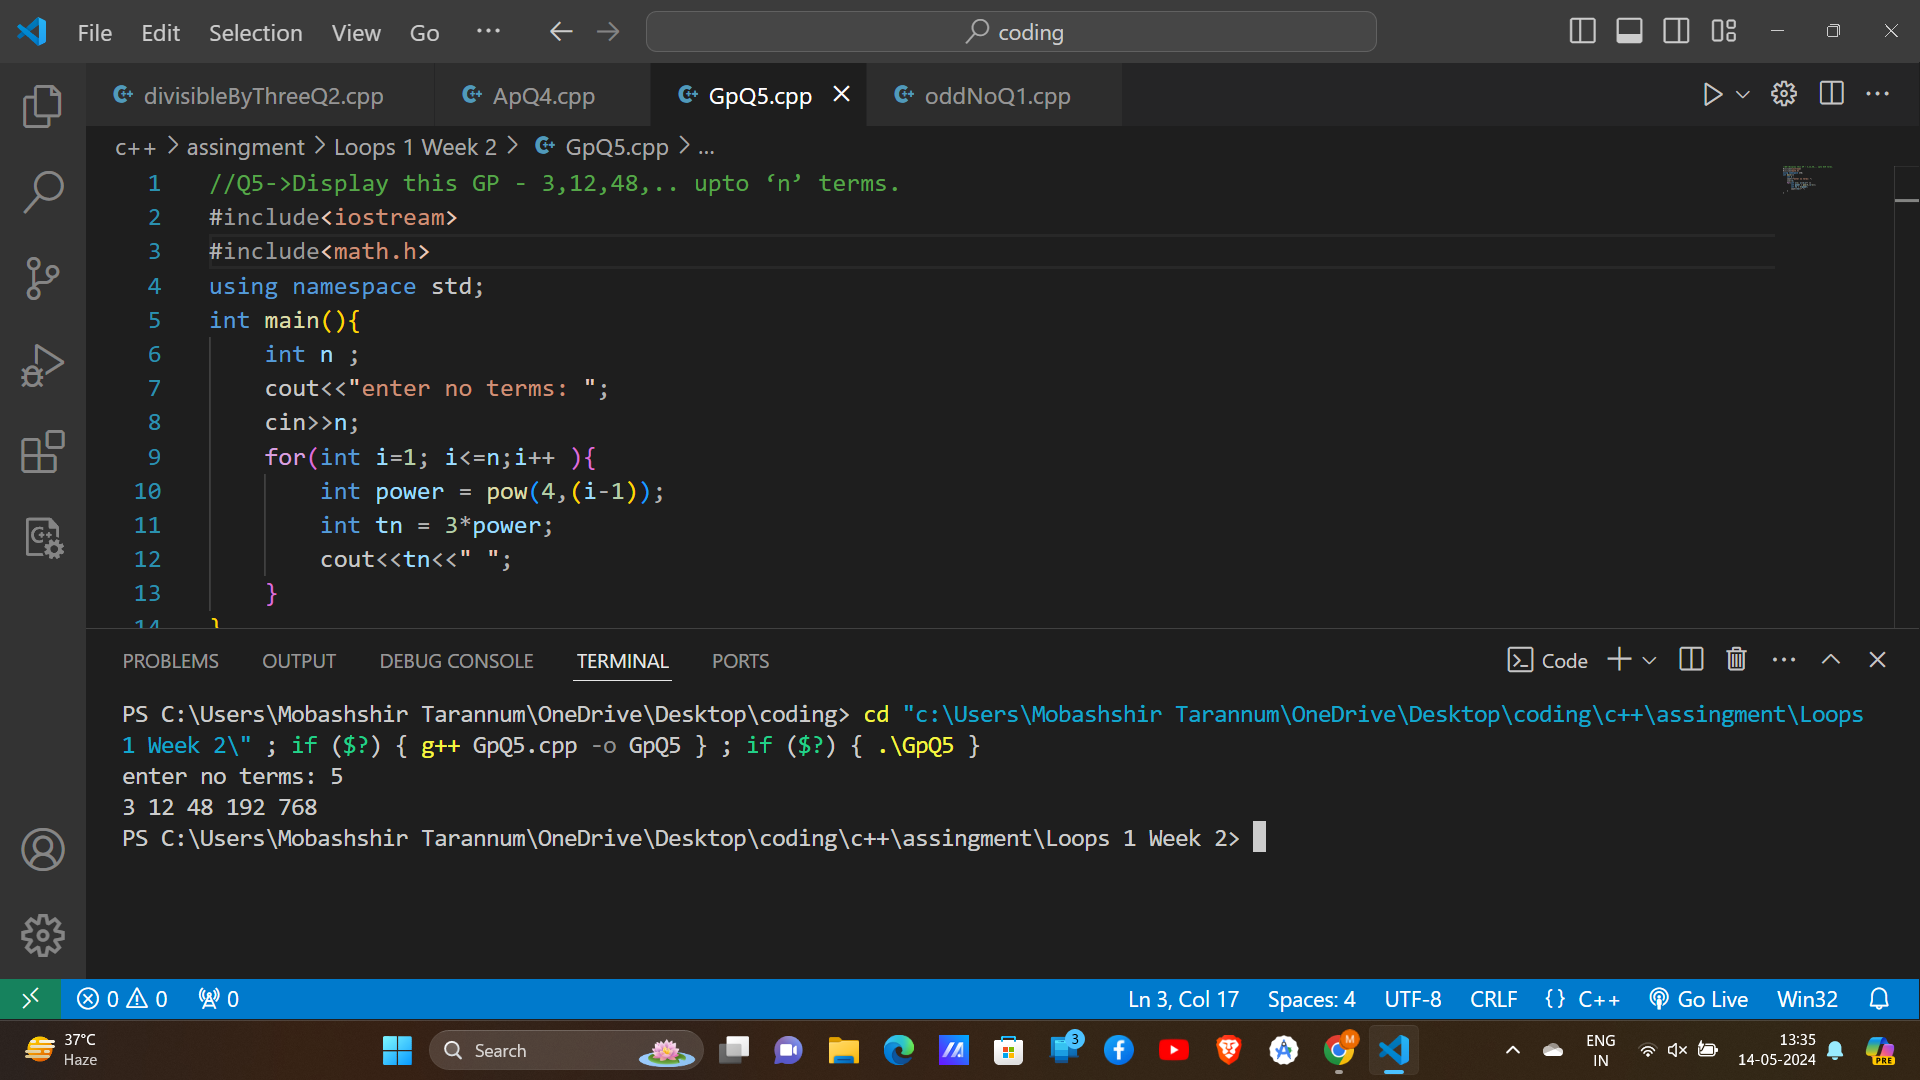 File Edit Selection View Go ··· coding
divisibleByThreeQ2.cpp ApQ4.cpp GpQ5.cpp oddNoQ1.cpp
c++ > assingment > Loops 1 Week 2 > GpQ5.cpp > ...
1 //Q5->Display this GP - 3,12,48,.. upto ‘n’ terms.
2 #include<iostream>
3 #include<math.h>
4 using namespace std;
5 int main(){
6 int n ;
7 cout<<"enter no terms: ";
8 cin>>n;
9 for(int i=1; i<=n;i++ ){
10 int power = pow(4,(i-1));
11 int tn = 3*power;
12 cout<<tn<<" ";
13 }
14 }
PROBLEMS OUTPUT DEBUG CONSOLE TERMINAL PORTS Code
PS C:\Users\Mobashshir Tarannum\OneDrive\Desktop\coding> cd "c:\Users\Mobashshir Tarannum\OneDrive\Desktop\coding\c++\assingment\Loops
1 Week 2\" ; if ($?) { g++ GpQ5.cpp -o GpQ5 } ; if ($?) { .\GpQ5 }
enter no terms: 5
3 12 48 192 768
PS C:\Users\Mobashshir Tarannum\OneDrive\Desktop\coding\c++\assingment\Loops 1 Week 2>
0 0 0 Ln 3, Col 17 Spaces: 4 UTF-8 CRLF {} C++ Go Live Win32
37°C
Haze
Search
3
M
ENG
IN
13:35
14-05-2024
PRE